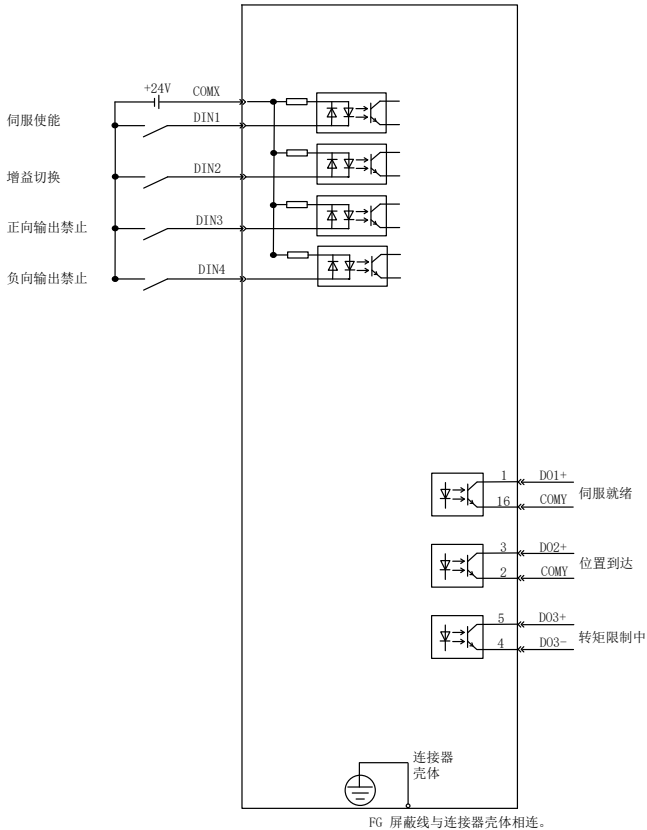 +24V
COMX
伺服使能
DIN1
增益切换
DIN2
正向输出禁止
DIN3
负向输出禁止
DIN4
1
DO1+
伺服就绪
16
COMY
3
DO2+
位置到达
2
COMY
5
DO3+
转矩限制中
4
DO3-
连接器
壳体
FG 屏蔽线与连接器壳体相连。